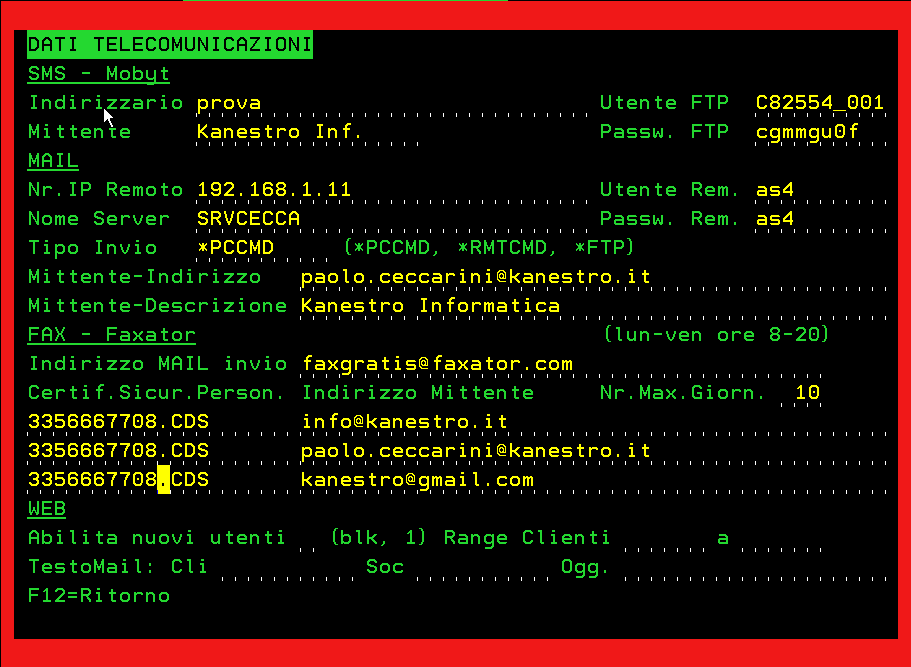 DATI TELECOMUNICAZIONI
SMS - Mobyt
Indirizzario prova Utente FTP C82554_001
Mittente Kanestro Inf. Passw. FTP cgmmgu0f
MAIL
Nr.IP Remoto 192.168.1.11 Utente Rem. as4
Nome Server SRVCECCA Passw. Rem. as4
Tipo Invio *PCCMD (*PCCMD, *RMTCMD, *FTP)
Mittente-Indirizzo paolo.ceccarini@kanestro.it
Mittente-Descrizione Kanestro Informatica
FAX - Faxator (lun-ven ore 8-20)
Indirizzo MAIL invio faxgratis@faxator.com
Certif.Sicur.Person. Indirizzo Mittente Nr.Max.Giorn. 10
3356667708.CDS info@kanestro.it
3356667708.CDS paolo.ceccarini@kanestro.it
3356667708.CDS kanestro@gmail.com
WEB
Abilita nuovi utenti (blk, 1) Range Clienti a
TestoMail: Cli Soc Ogg.
F12=Ritorno